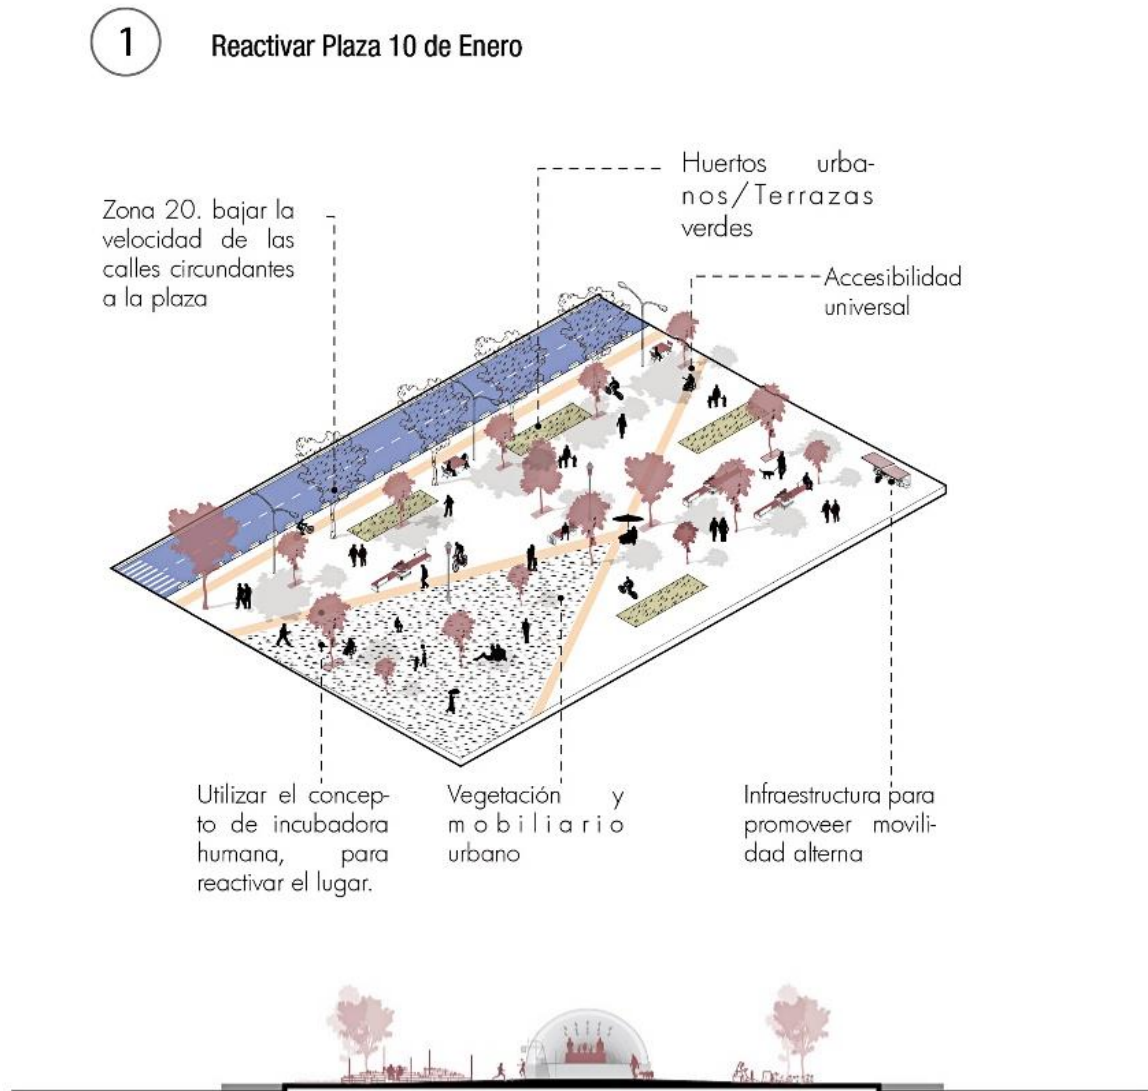 1
Reactivar Plaza 10 de Enero
Huertos urba-
nos/Terrazas
verdes
Zona 20. bajar la
velocidad de las
calles circundantes
a la plaza
Accesibilidad
universal
Utilizar el concep-
to de incubadora
humana, para
reactivar el lugar.
Vegetación y
mobiliario
urbano
Infraestructura para
promoveer movili-
dad alterna